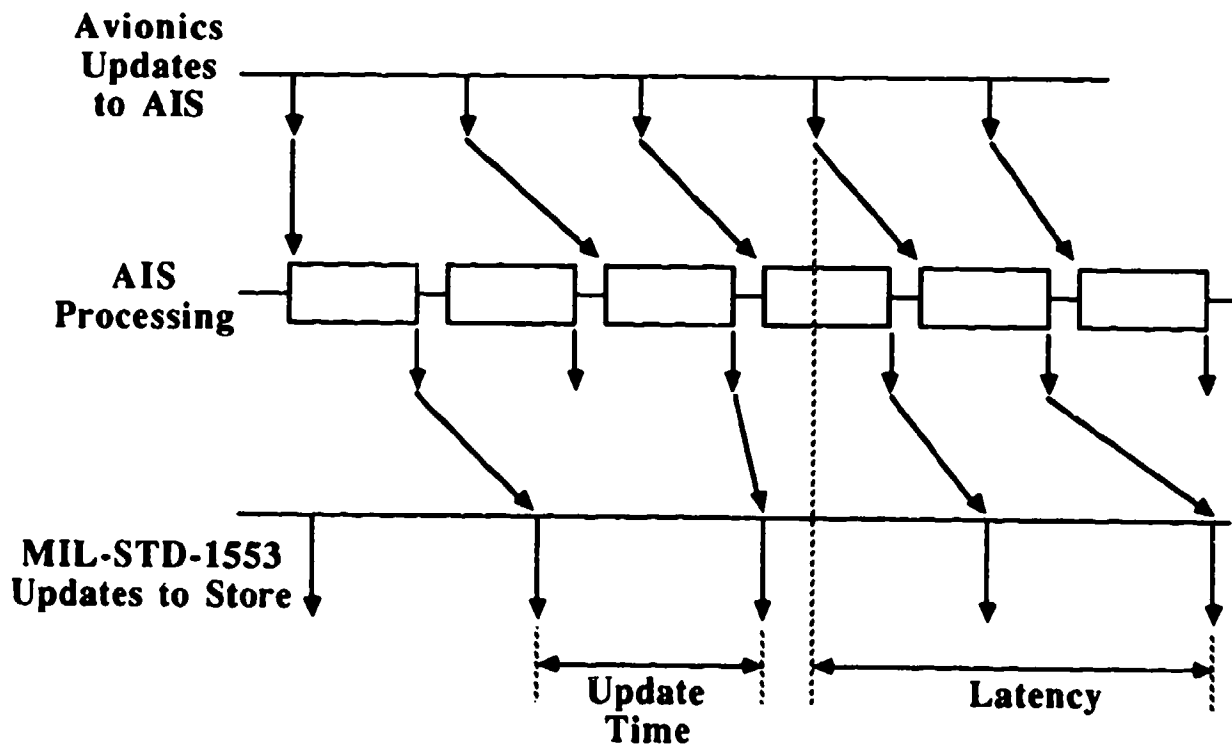 Avionics
Updates
to AIS
AIS
Processing
MIL-STD-1553
Updates to Store
Update
Time
Latency